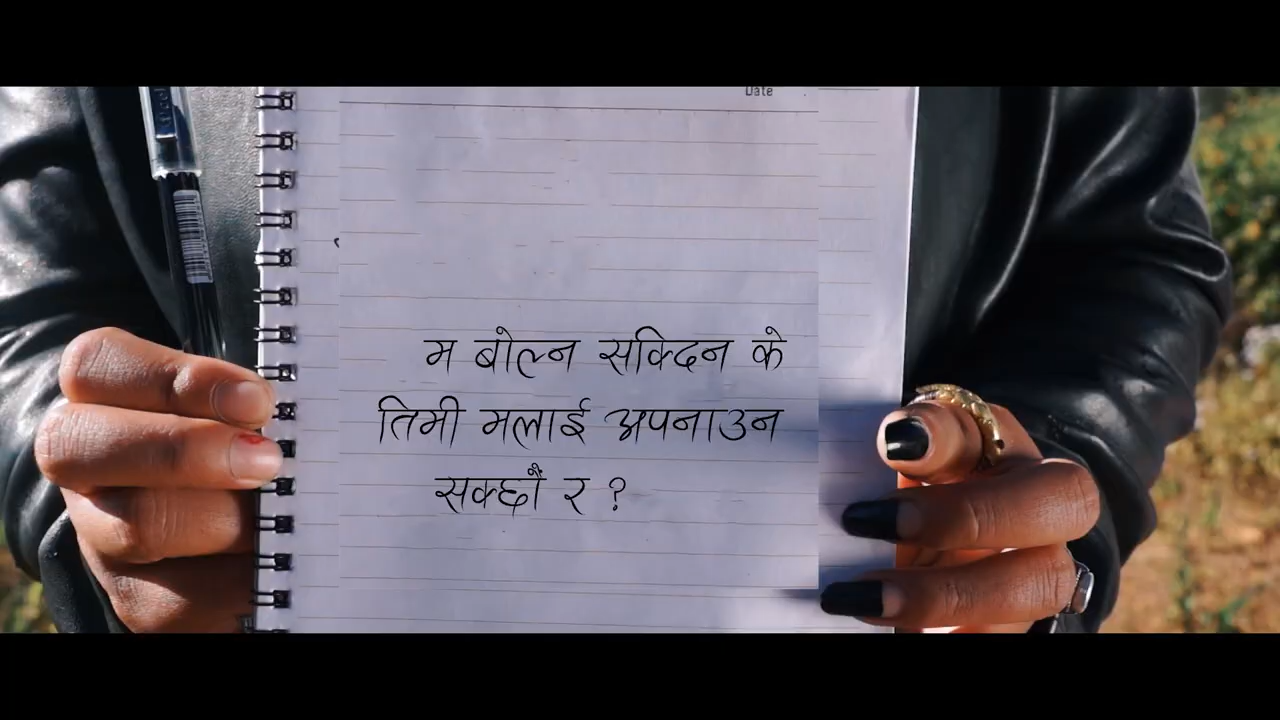 Date
म बोल्न सक्दिन के
तिमी मलाई अपनाउन
सक्छौं र ?